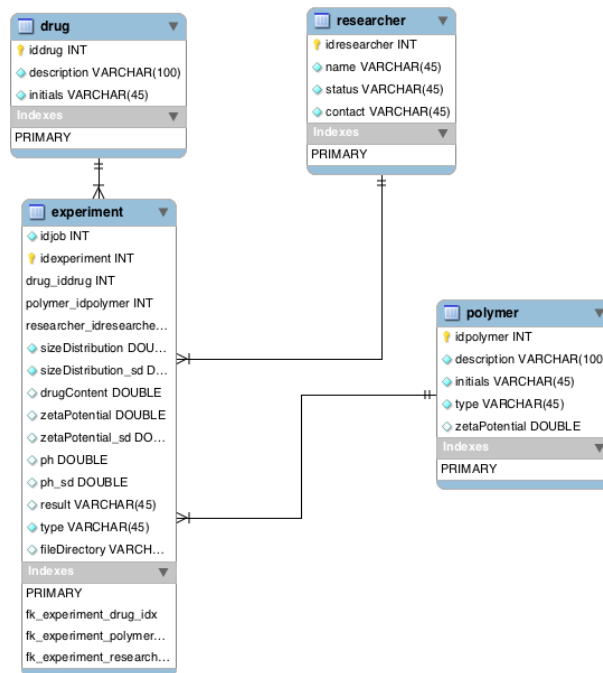 drug
iddrug INT
description VARCHAR(100)
initials VARCHAR(45)
Indexes
PRIMARY
researcher
idresearcher INT
name VARCHAR(45)
status VARCHAR(45)
contact VARCHAR(45)
Indexes
PRIMARY
experiment
idjob INT
idexperiment INT
drug_iddrug INT
polymer_idpolymer INT
researcher_idresearche...
sizeDistribution DOU...
sizeDistribution_sd D...
drugContent DOUBLE
zetaPotential DOUBLE
zetaPotential_sd DO...
ph DOUBLE
ph_sd DOUBLE
result VARCHAR(45)
type VARCHAR(45)
fileDirectory VARCH...
Indexes
PRIMARY
fk_experiment_drug_idx
fk_experiment_polymer...
fk_experiment_research...
polymer
idpolymer INT
description VARCHAR(100
initials VARCHAR(45)
type VARCHAR(45)
zetaPotential DOUBLE
Indexes
PRIMARY